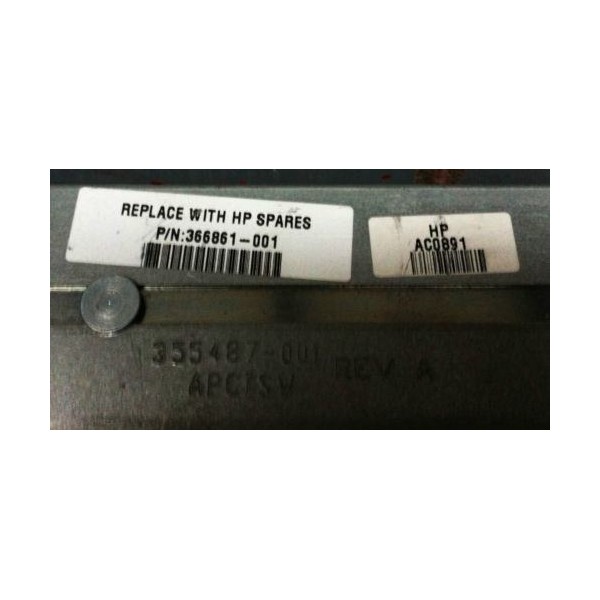 REPLACE WITH HP SPARES
P/N:366861-001
HP
AC0891
355487-001 REV A